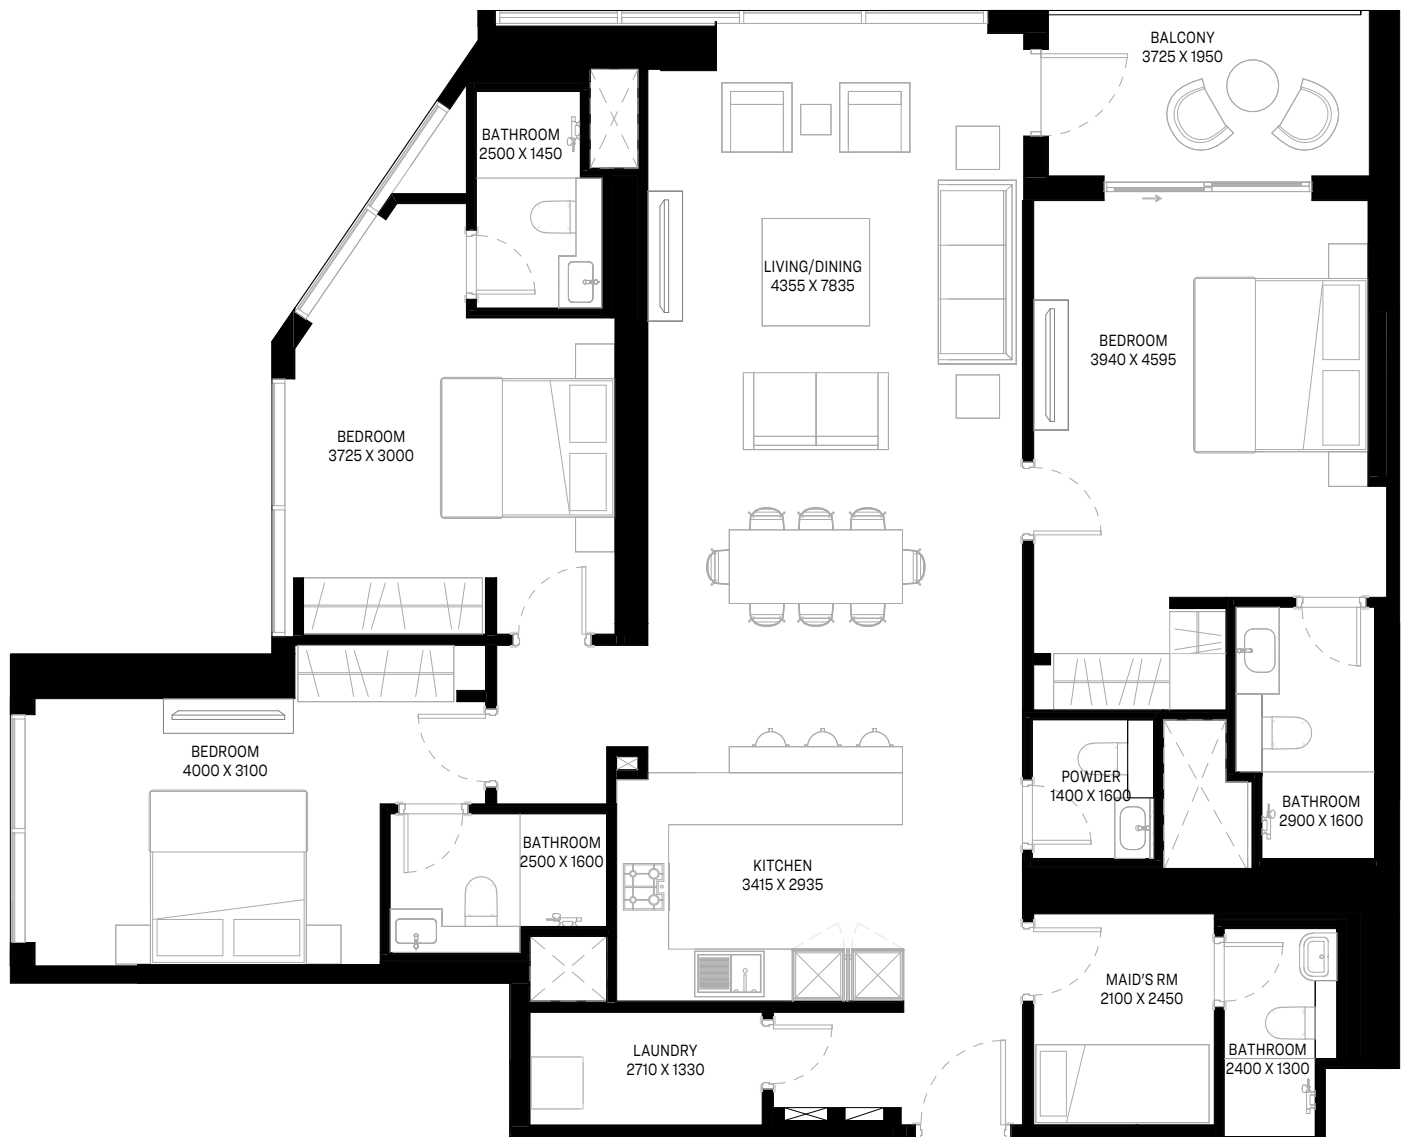 BALCONY
3725 X 1950
BATHROOM
2500 X 1450
LIVING/DINING
4355 X 7835
BEDROOM
3940 X 4595
BEDROOM
3725 X 3000
BEDROOM
4000 X 3100
POWDER
1400 X 1600
BATHROOM
2900 X 1600
BATHROOM
2500 X 1600
KITCHEN
3415 X 2935
MAID'S RM
2100 X 2450
LAUNDRY
2710 X 1330
BATHROOM
2400 X 1300